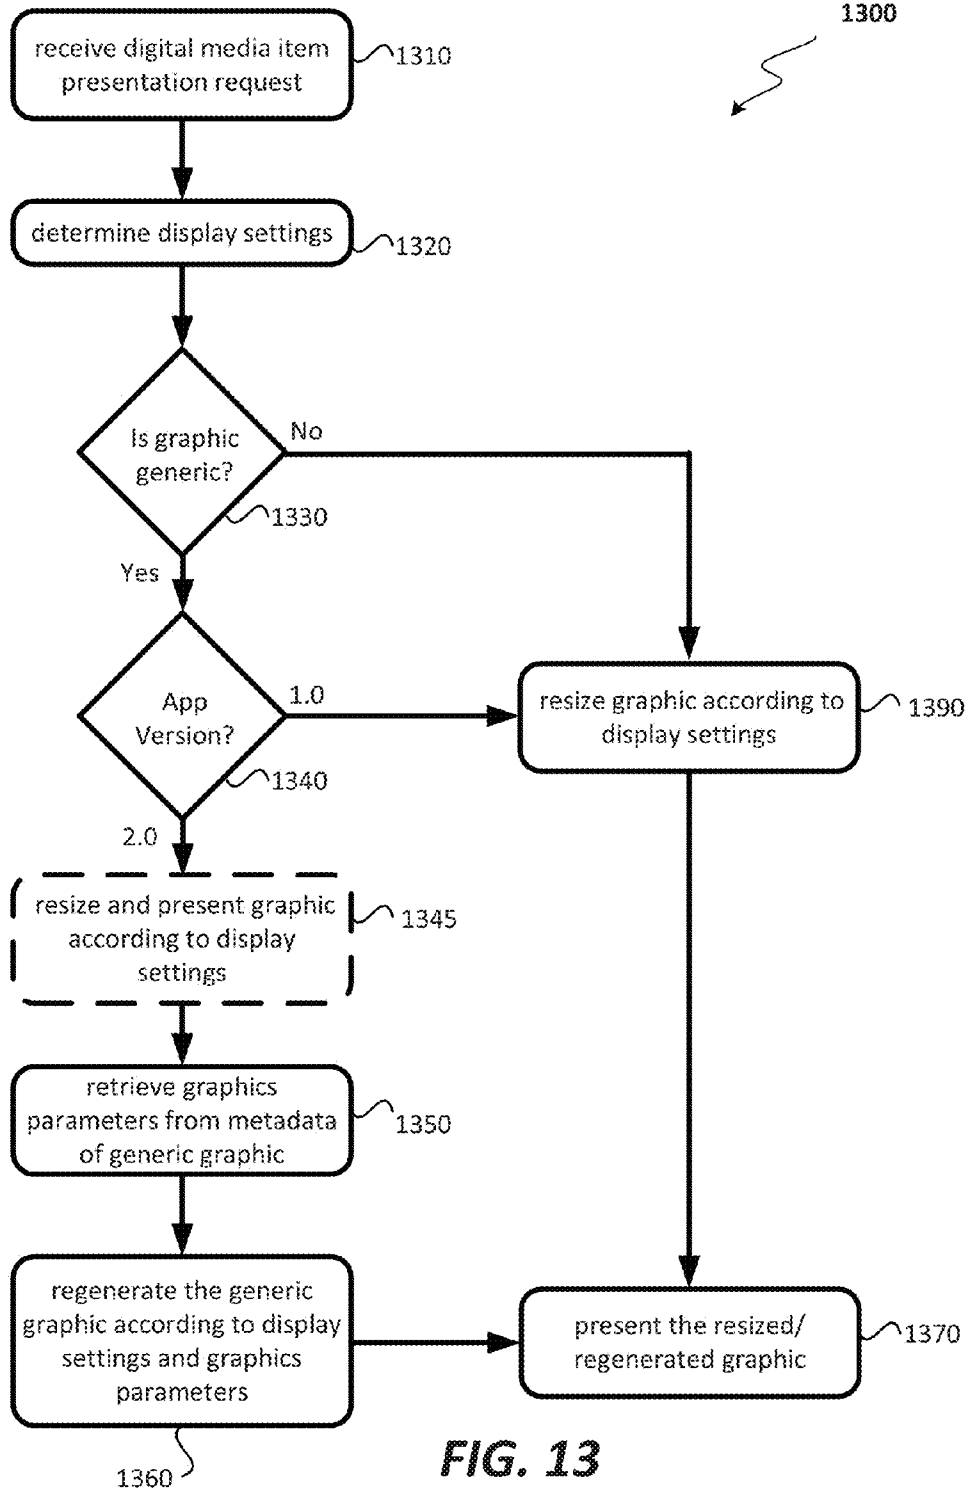 1300
receive digital media item
presentation request
1310
determine display settings
1320
Is graphic
generic?
No
1330
Yes
App
Version?
1.0
1340
2.0
resize graphic according to
display settings
1390
resize and present graphic
according to display
settings
1345
retrieve graphics
parameters from metadata
of generic graphic
1350
regenerate the generic
graphic according to display
settings and graphics
parameters
1360
present the resized/
regenerated graphic
1370
FIG. 13